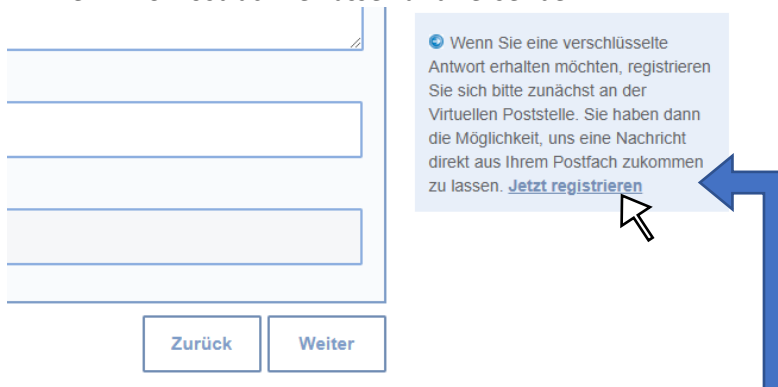 Wenn Sie eine verschlüsselte
Antwort erhalten möchten, registrieren
Sie sich bitte zunächst an der
Virtuellen Poststelle. Sie haben dann
die Möglichkeit, uns eine Nachricht
direkt aus Ihrem Postfach zukommen
zu lassen. Jetzt registrieren
Zurück Weiter